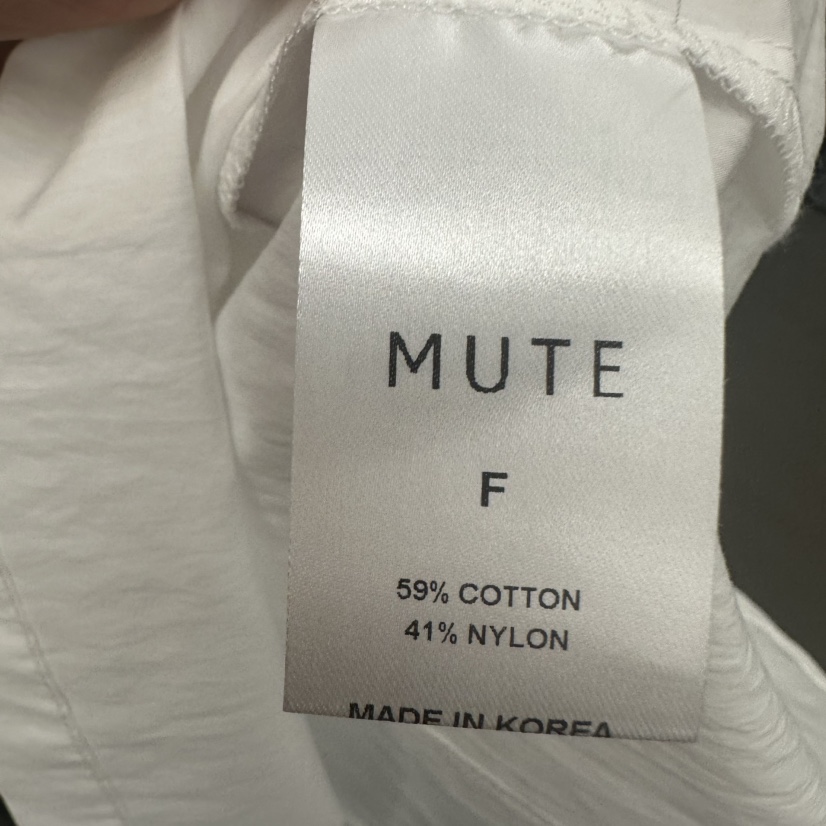 MUTE
F
59% COTTON
41% NYLON
MADE IN KOREA